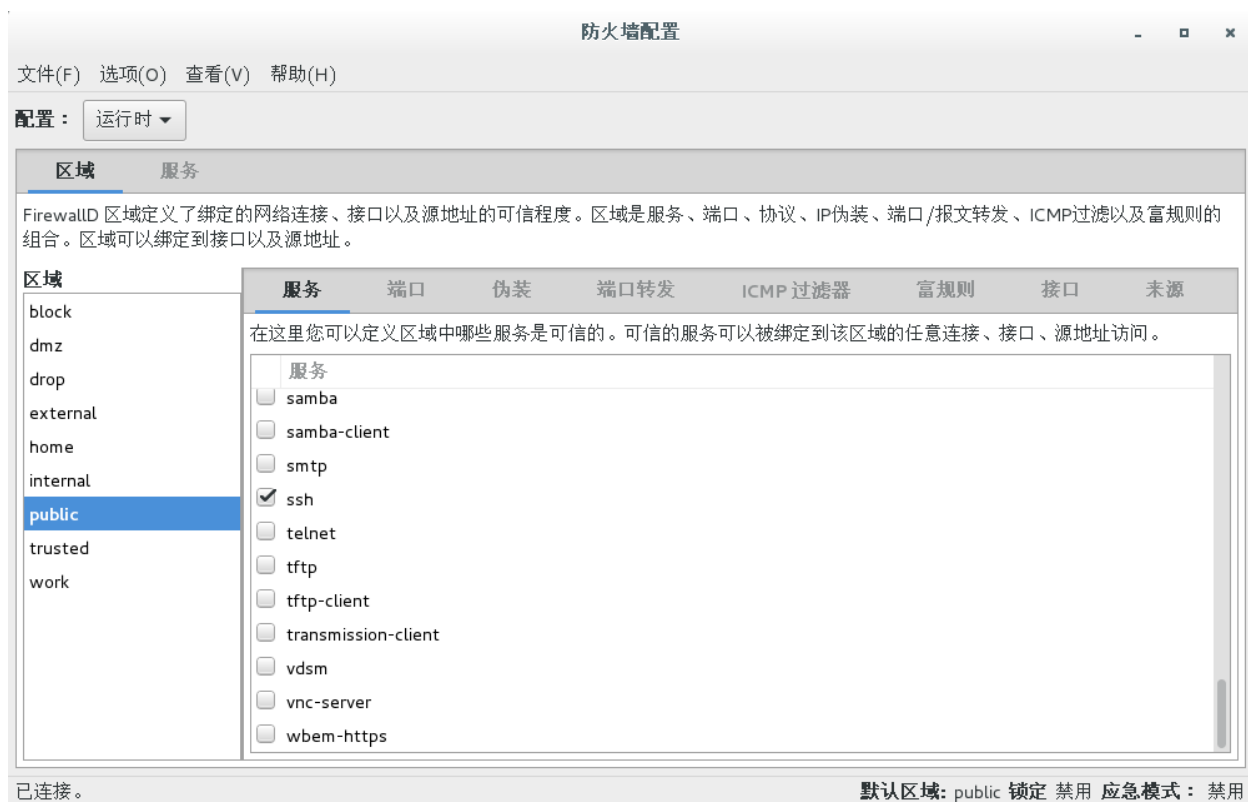 防火墙配置
文件(F) 选项(O) 查看(V) 帮助(H)
配置： 运行时
区域 服务
FirewallD 区域定义了绑定的网络连接、接口以及源地址的可信程度。区域是服务、端口、协议、IP伪装、端口/报文转发、ICMP过滤以及富规则的
组合。区域可以绑定到接口以及源地址。
区域
block
dmz
drop
external
home
internal
public
trusted
work
服务 端口 伪装 端口转发 ICMP 过滤器 富规则 接口 来源
在这里您可以定义区域中哪些服务是可信的。可信的服务可以被绑定到该区域的任意连接、接口、源地址访问。
服务
samba
samba-client
smtp
ssh
telnet
tftp
tftp-client
transmission-client
vdsm
vnc-server
wbem-https
已连接。
默认区域: public 锁定 禁用 应急模式： 禁用